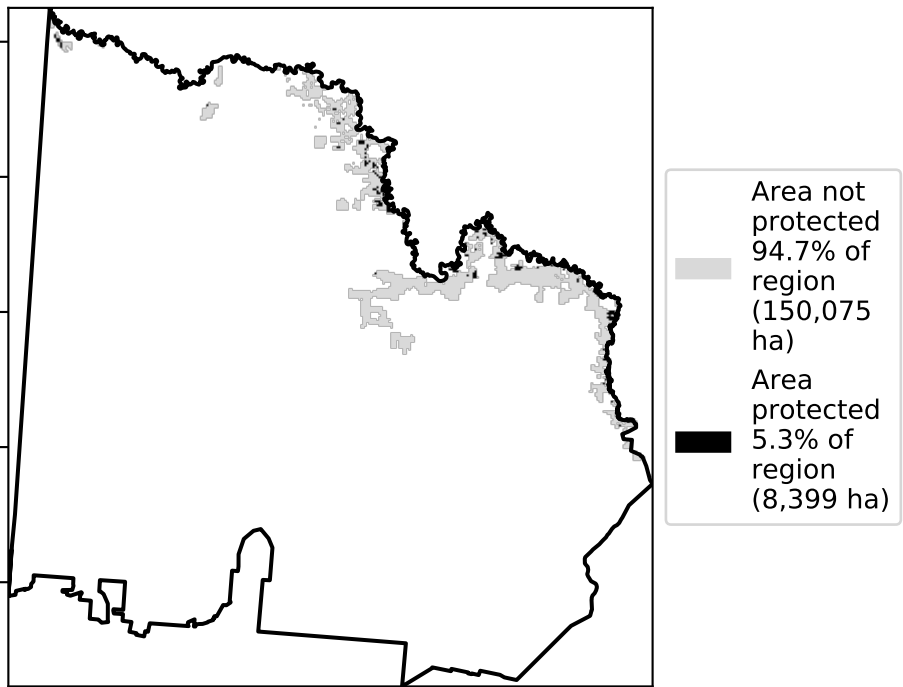 Area not
protected
94.7% of
region
(150,075
ha)
Area
protected
5.3% of
region
(8,399 ha)